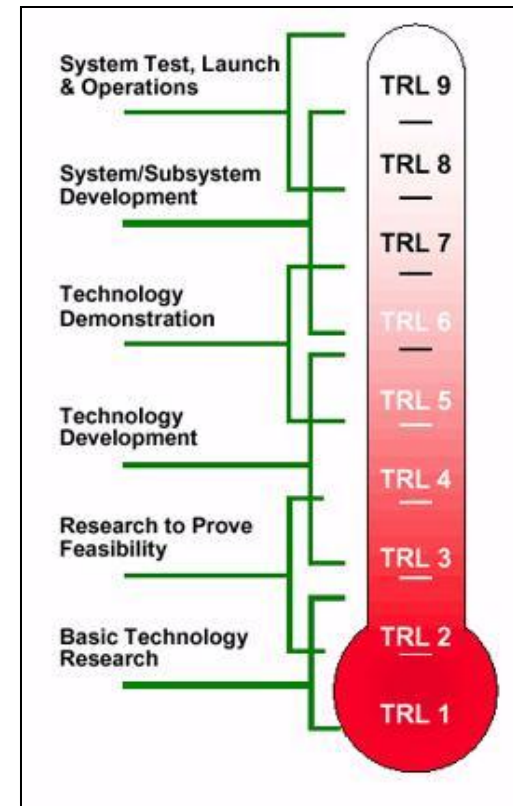 System Test, Launch
& Operations
System/Subsystem
Development
Technology
Demonstration
Technology
Development
Research to Prove
Feasibility
Basic Technology
Research
TRL 9
TRL 8
TRL 7
TRL 6
TRL 5
TRL 4
TRL 3
TRL 2
TRL 1